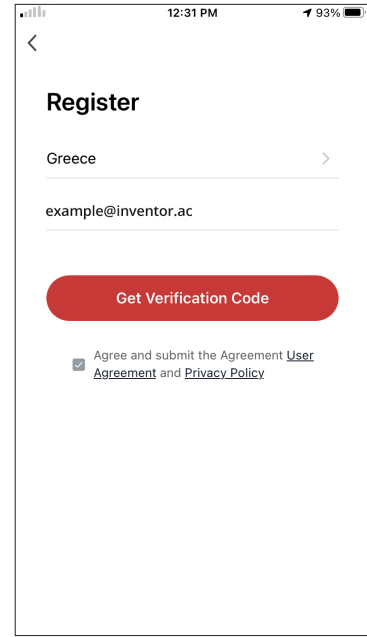 12:31 PM
93%
Register
Greece
example@inventor.ac
Get Verification Code
Agree and submit the Agreement User
Agreement and Privacy Policy